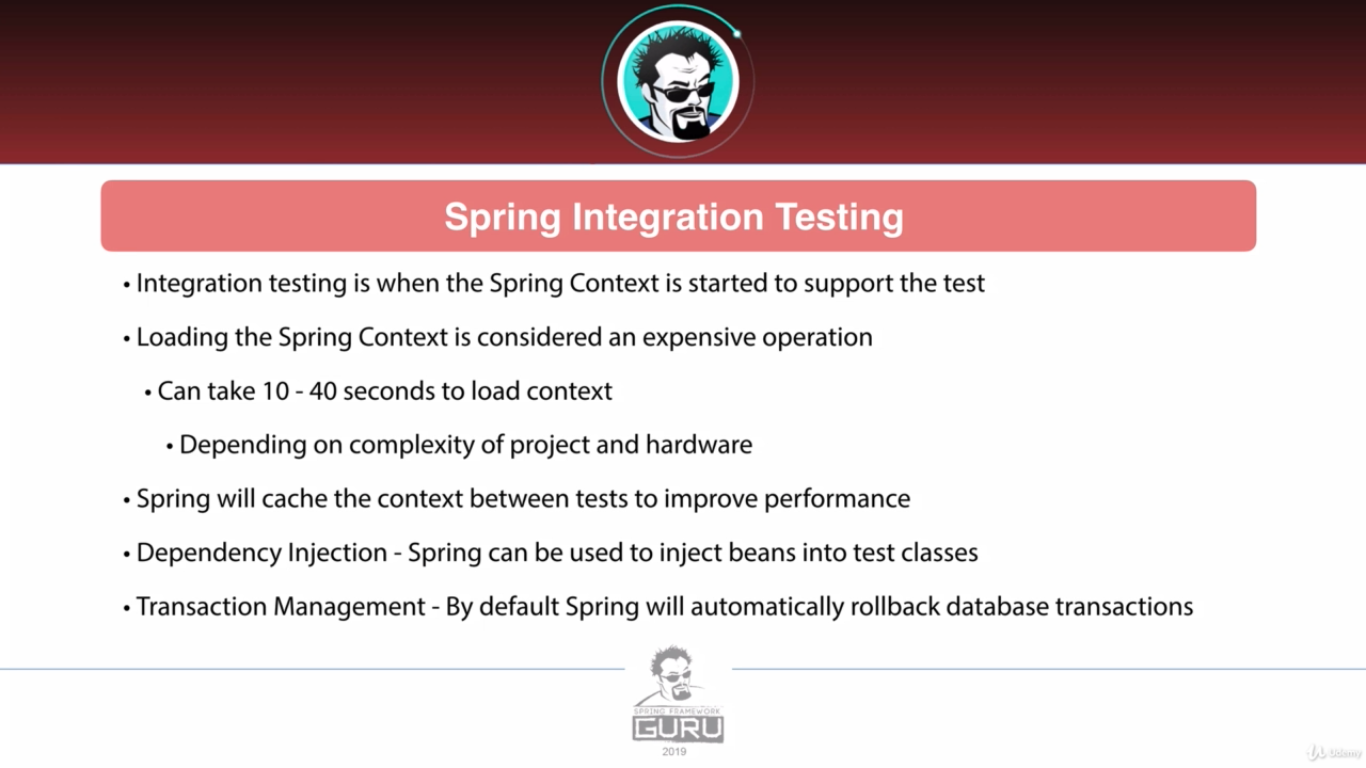 Spring Integration Testing
• Integration testing is when the Spring Context is started to support the test
• Loading the Spring Context is considered an expensive operation
• Can take 10 - 40 seconds to load context
• Depending on complexity of project and hardware
• Spring will cache the context between tests to improve performance
• Dependency Injection - Spring can be used to inject beans into test classes
• Transaction Management - By default Spring will automatically rollback database transactions
SPRING FRAMEWORK
GURU
2019
Udemy